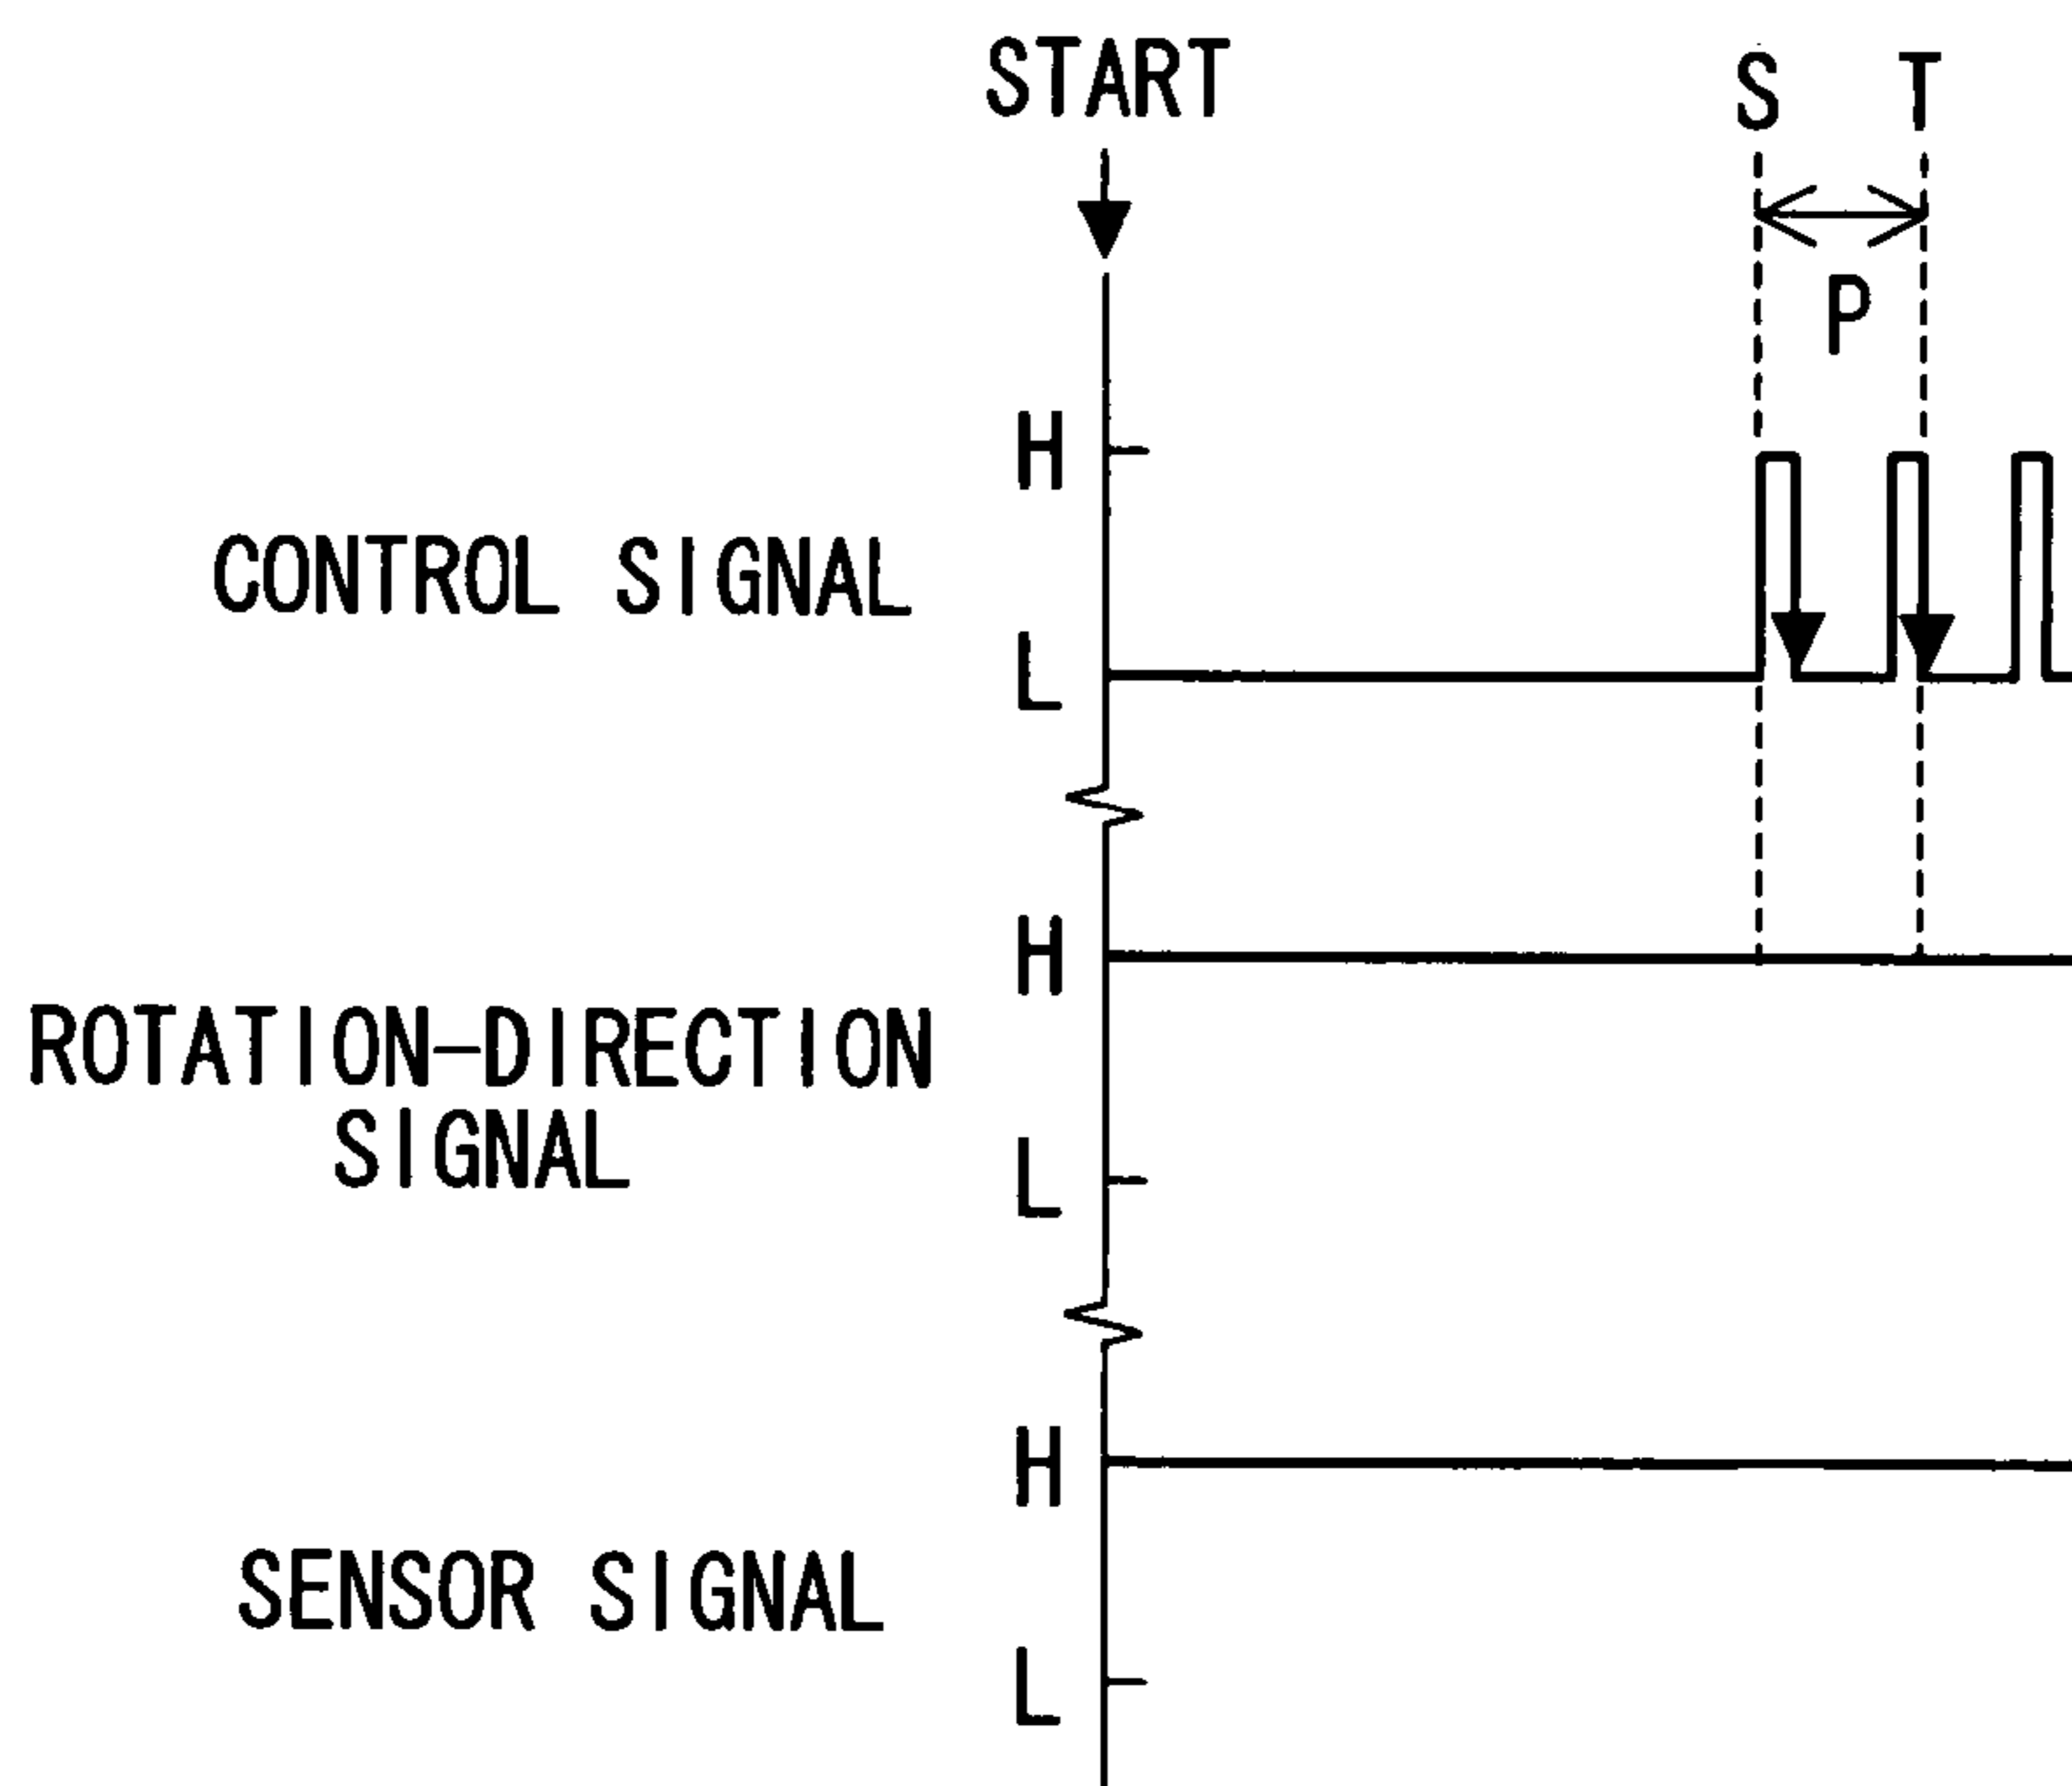 START
S T
P
H
CONTROL SIGNAL
L
H
ROTATION-DIRECTION
SIGNAL
L
H
SENSOR SIGNAL
L